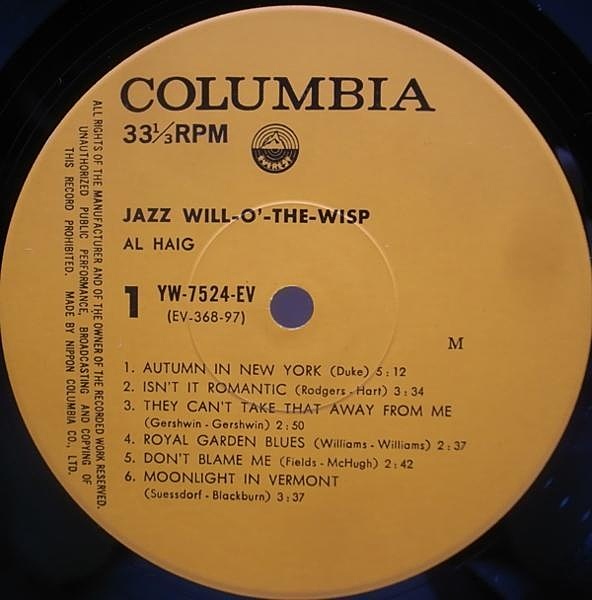 COLUMBIA
33⅓RPM
EVEREST
JAZZ WILL-O'-THE-WISP
AL HAIG
1
YW-7524-EV
(EV-368-97)
M
1. AUTUMN IN NEW YORK (Duke) 5:12
2. ISN'T IT ROMANTIC (Rodgers - Hart) 3:34
3. THEY CAN'T TAKE THAT AWAY FROM ME
(Gershwin - Gershwin) 2:50
4. ROYAL GARDEN BLUES (Williams - Williams) 2:37
5. DON'T BLAME ME (Fields - McHugh) 2:42
6. MOONLIGHT IN VERMONT
(Suessdorf - Blackburn) 3:37
ALL RIGHTS OF THE MANUFACTURER AND OF THE OWNER OF THE RECORDED WORK RESERVED.
UNAUTHORIZED PUBLIC PERFORMANCE, BROADCASTING AND COPYING OF
THIS RECORD PROHIBITED. MADE BY NIPPON COLUMBIA CO., LTD.